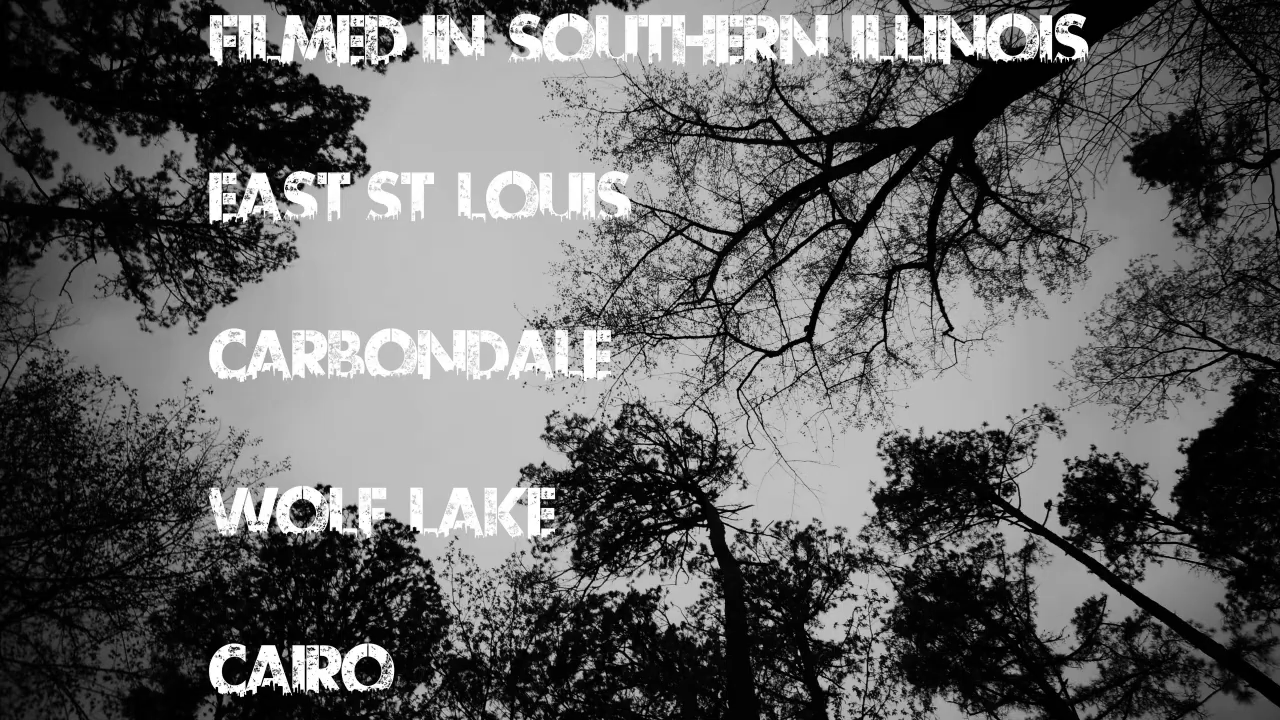 FILMED IN SOUTHERN ILLINOIS
EAST ST LOUIS
CARBONDALE
WOLF LAKE
CAIRO